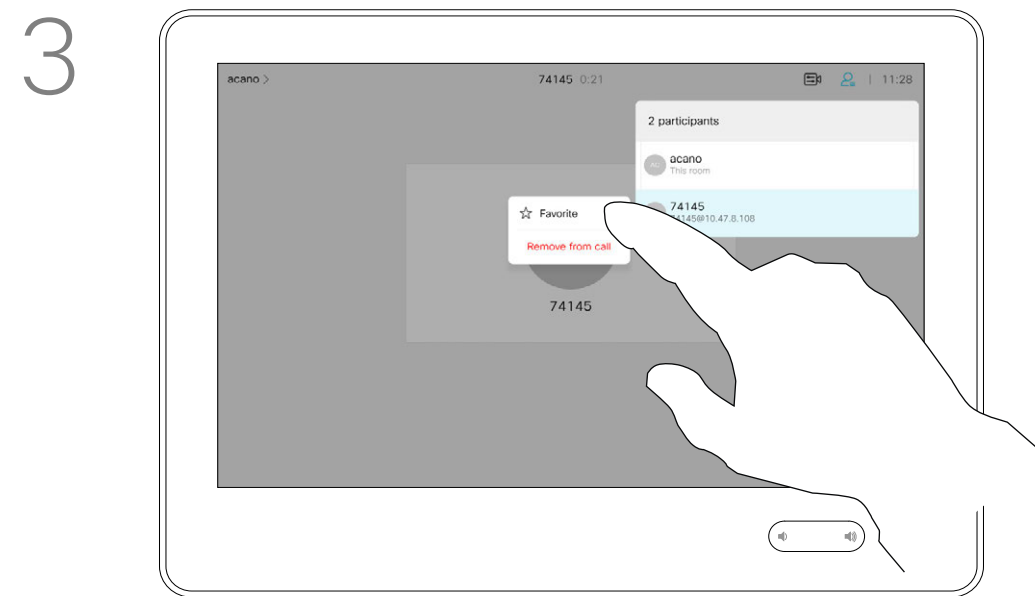 3
acano >
74145 0:21
11:28
2 participants
AC
acano
This room
74145
74145@10.47.8.108
Favorite
Remove from call
74145